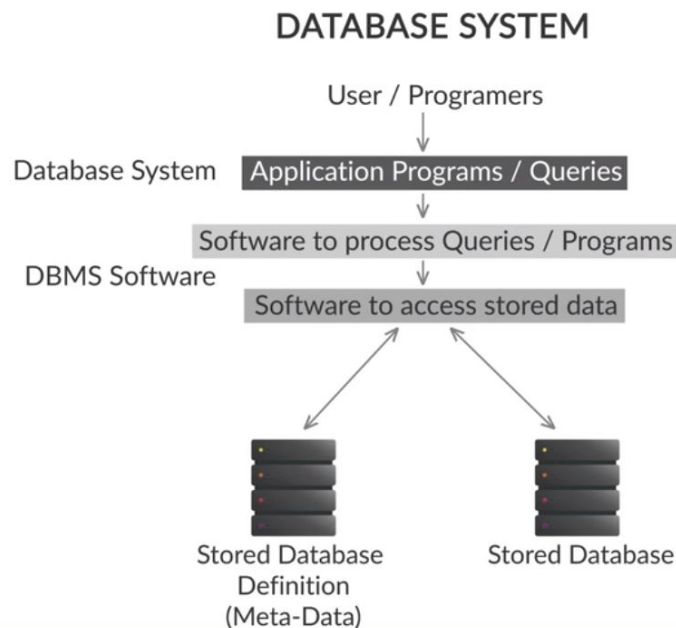 DATABASE SYSTEM
User / Programers
Database System
Application Programs / Queries
Software to process Queries / Programs
DBMS Software
Software to access stored data
Stored Database
Definition
(Meta-Data)
Stored Database